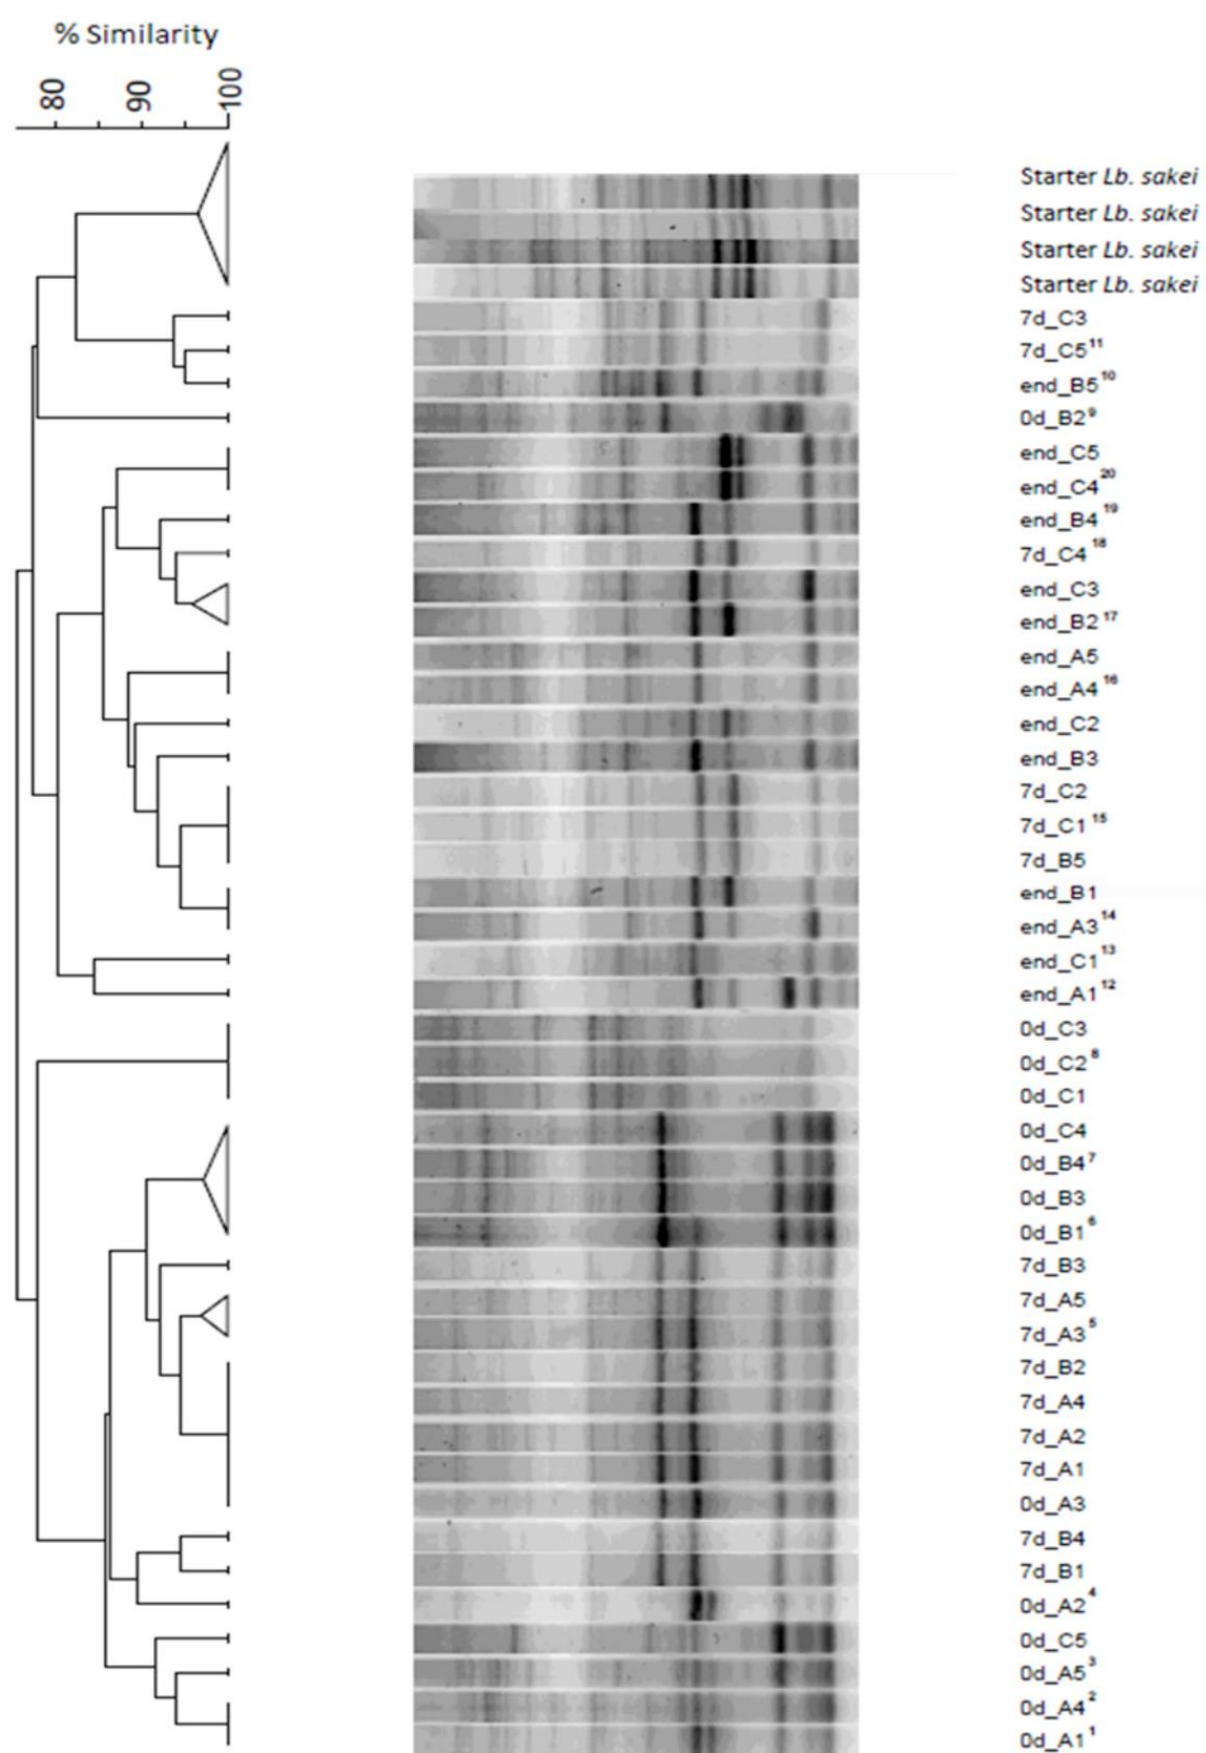 % Similarity
80 90 100
Starter Lb. sakei
Starter Lb. sakei
Starter Lb. sakei
Starter Lb. sakei
7d_C3
7d_C5¹¹
end_B5¹⁰
0d_B2⁹
end_C5
end_C4²⁰
end_B4¹⁹
7d_C4¹⁸
end_C3
end_B2¹⁷
end_A5
end_A4¹⁶
end_C2
end_B3
7d_C2
7d_C1¹⁵
7d_B5
end_B1
end_A3¹⁴
end_C1¹³
end_A1¹²
0d_C3
0d_C2⁸
0d_C1
0d_C4
0d_B4⁷
0d_B3
0d_B1⁶
7d_B3
7d_A5
7d_A3⁵
7d_B2
7d_A4
7d_A2
7d_A1
0d_A3
7d_B4
7d_B1
0d_A2⁴
0d_C5
0d_A5³
0d_A4²
0d_A1¹